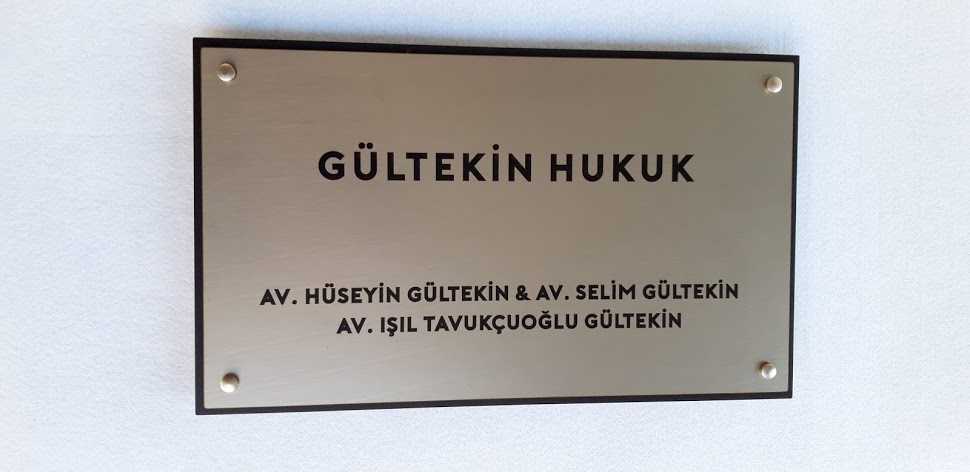 GÜLTEKİN HUKUK
AV. HÜSEYİN GÜLTEKİN & AV. SELİM GÜLTEKİN
AV. IŞIL TAVUKÇUOĞLU GÜLTEKİN